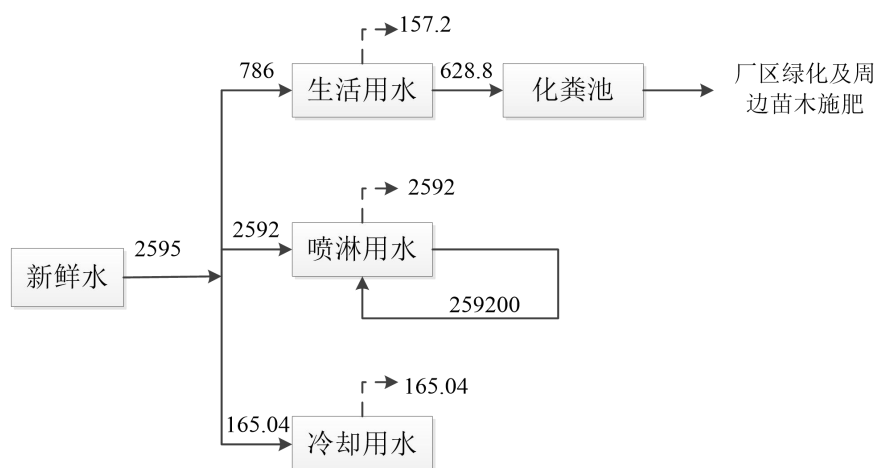 157.2
786
生活用水
628.8
化粪池
厂区绿化及周
边苗木施肥
2592
2592
喷淋用水
259200
2595
新鲜水
165.04
165.04
冷却用水